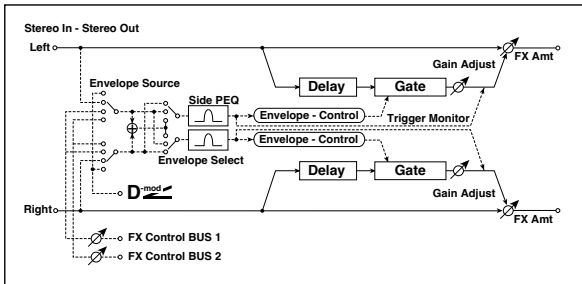 Stereo In - Stereo Out
Left
FX Amt
Gain Adjust
Envelope Source
Side PEQ
Delay
Gate
Envelope - Control
Trigger Monitor
Envelope - Control
Envelope Select
Delay
Gate
D-mod
Gain Adjust
Right
FX Amt
FX Control BUS 1
FX Control BUS 2